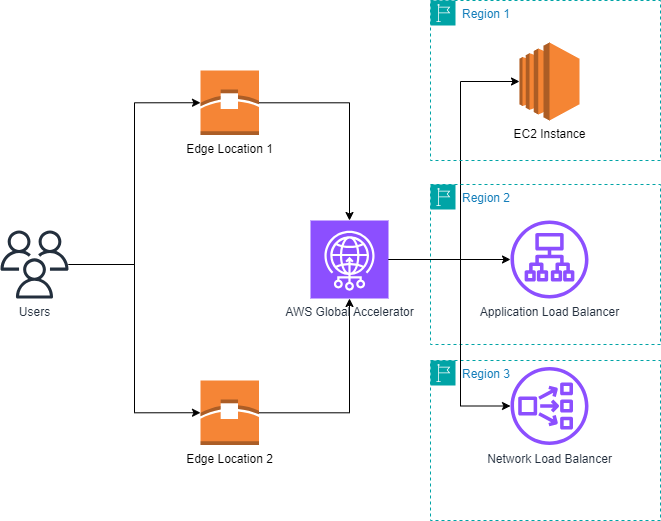 Region 1
EC2 Instance
Edge Location 1
Region 2
Users
AWS Global Accelerator
Application Load Balancer
Region 3
Edge Location 2
Network Load Balancer